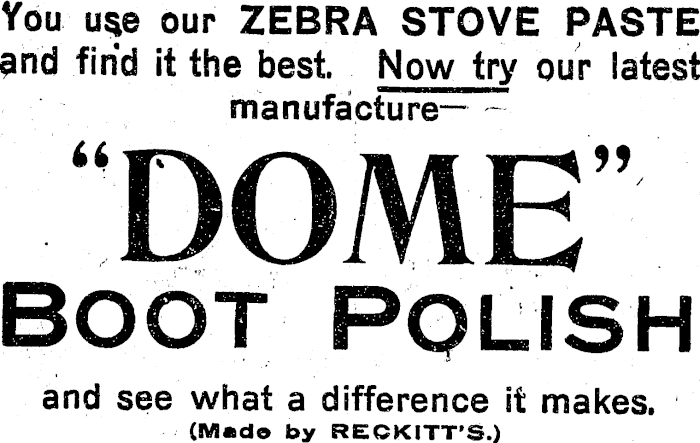 You use our ZEBRA STOVE PASTE
and find it the best. Now try our latest
manufacture—
“DOME”
BOOT POLISH
and see what a difference it makes.
(Made by RECKITT'S.)